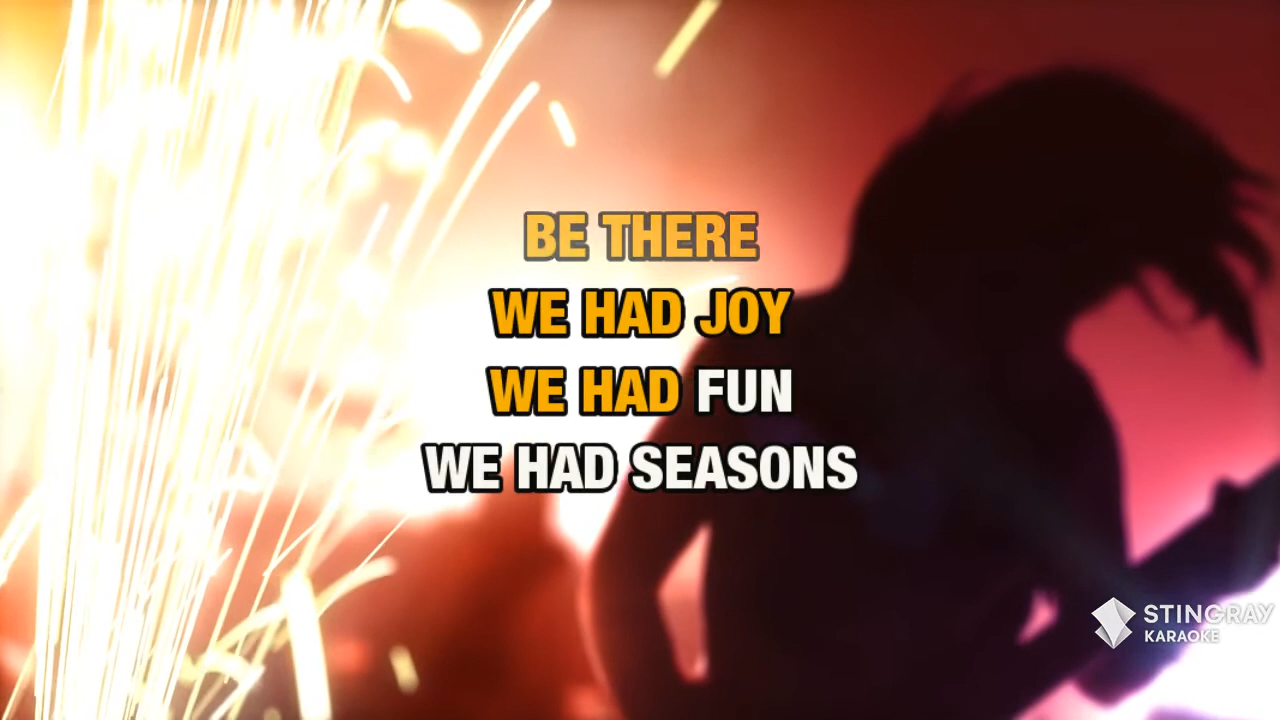 BE THERE
WE HAD JOY
WE HAD FUN
WE HAD SEASONS
STINGRAY
KARAOKE